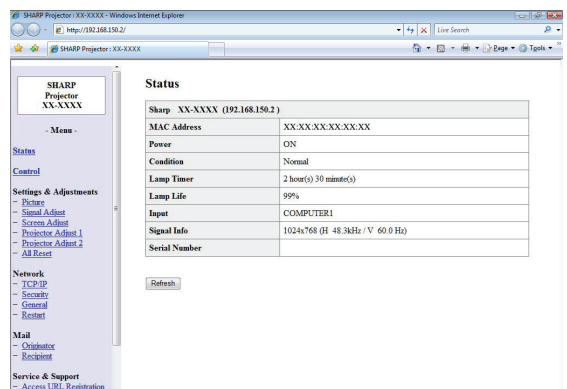 SHARP Projector : XX-XXXX - Windows Internet Explorer
http://192.168.150.2/
Live Search
SHARP Projector : XX-XXXX
Page
Tools
SHARP
Projector
XX-XXXX
- Menu -
Status
Control
Settings & Adjustments
- Picture
- Signal Adjust
- Screen Adjust
- Projector Adjust 1
- Projector Adjust 2
- All Reset
Network
- TCP/IP
- Security
- General
- Restart
Mail
- Originator
- Recipient
Service & Support
- Access URL Registration
Status
Sharp XX-XXXX (192.168.150.2 )
MAC Address XX:XX:XX:XX:XX:XX
Power ON
Condition Normal
Lamp Timer 2 hour(s) 30 minute(s)
Lamp Life 99%
Input COMPUTER1
Signal Info 1024x768 (H 48.3kHz / V 60.0 Hz)
Serial Number
Refresh